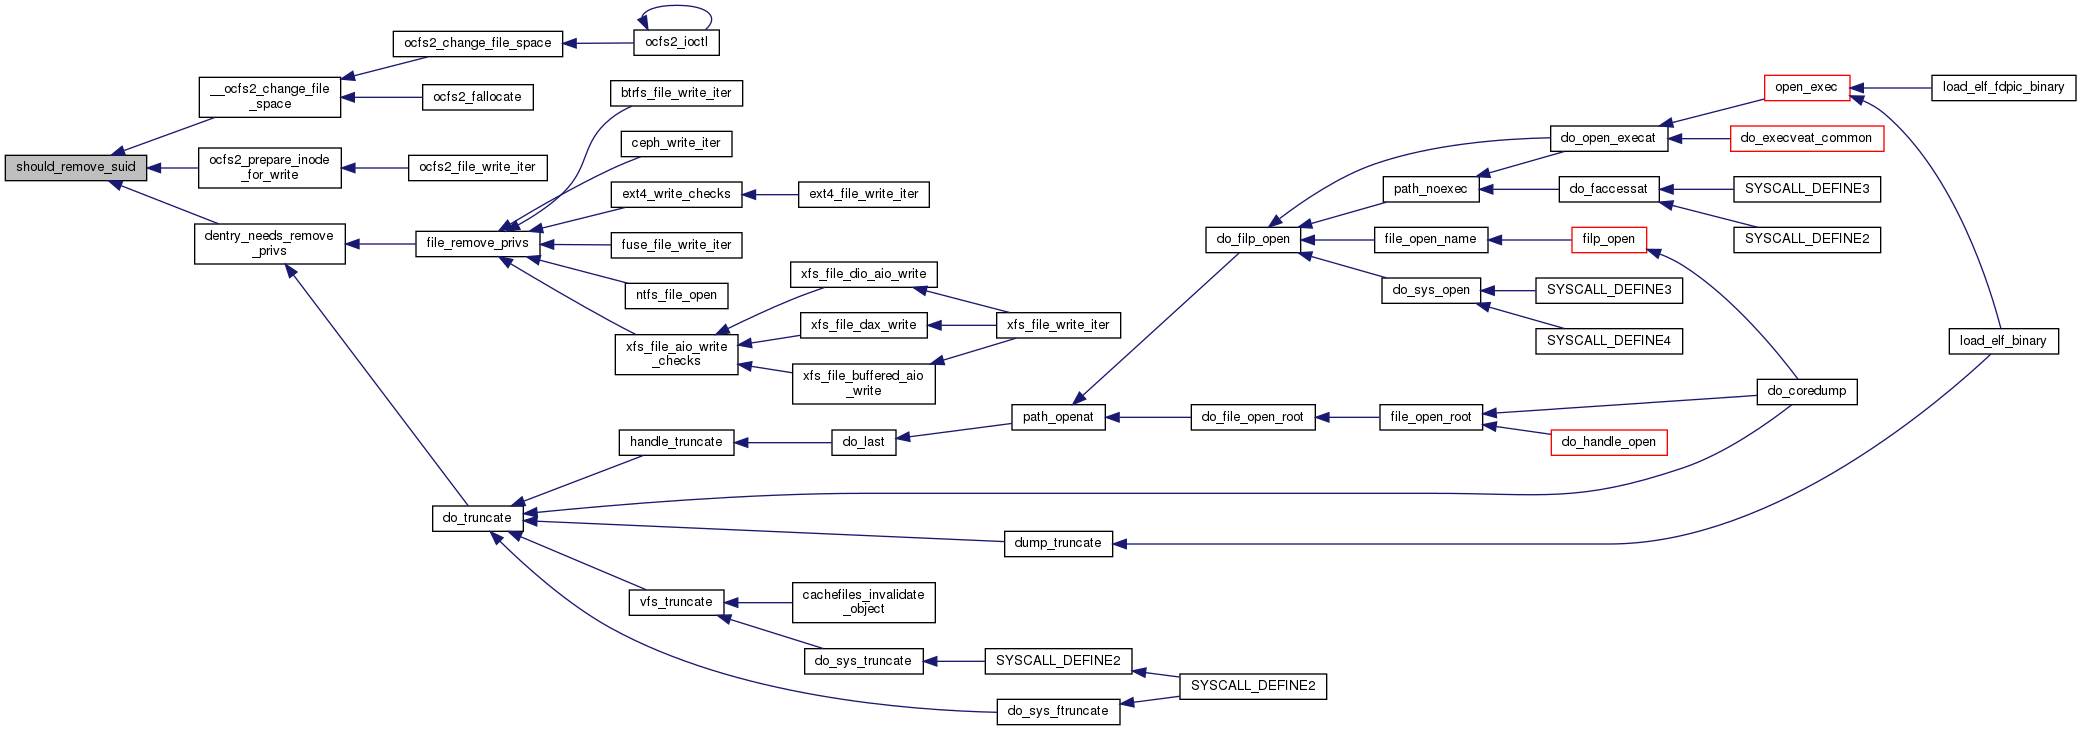 ocfs2_change_file_space
ocfs2_ioctl
__ocfs2_change_file
_space
ocfs2_fallocate
should_remove_suid
ocfs2_prepare_inode
_for_write
ocfs2_file_write_iter
dentry_needs_remove
_privs
file_remove_privs
btrfs_file_write_iter
ceph_write_iter
ext4_write_checks
ext4_file_write_iter
fuse_file_write_iter
ntfs_file_open
xfs_file_aio_write
_checks
xfs_file_dio_aio_write
xfs_file_dax_write
xfs_file_buffered_aio
_write
xfs_file_write_iter
do_truncate
handle_truncate
do_last
path_openat
do_filp_open
do_open_execat
open_exec
load_elf_fdpic_binary
do_execveat_common
path_noexec
do_faccessat
SYSCALL_DEFINE3
SYSCALL_DEFINE2
file_open_name
filp_open
do_sys_open
SYSCALL_DEFINE3
SYSCALL_DEFINE4
load_elf_binary
do_coredump
do_file_open_root
file_open_root
do_handle_open
dump_truncate
vfs_truncate
cachefiles_invalidate
_object
do_sys_truncate
SYSCALL_DEFINE2
SYSCALL_DEFINE2
do_sys_ftruncate